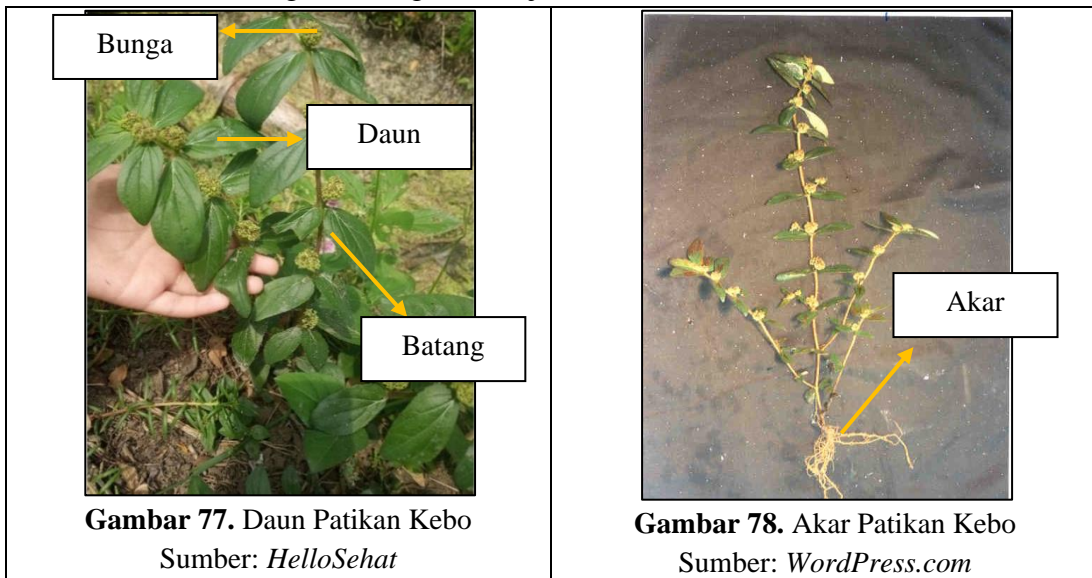 Bunga
Daun
Batang
Gambar 77. Daun Patikan Kebo
Sumber: HelloSehat
Akar
Gambar 78. Akar Patikan Kebo
Sumber: WordPress.com